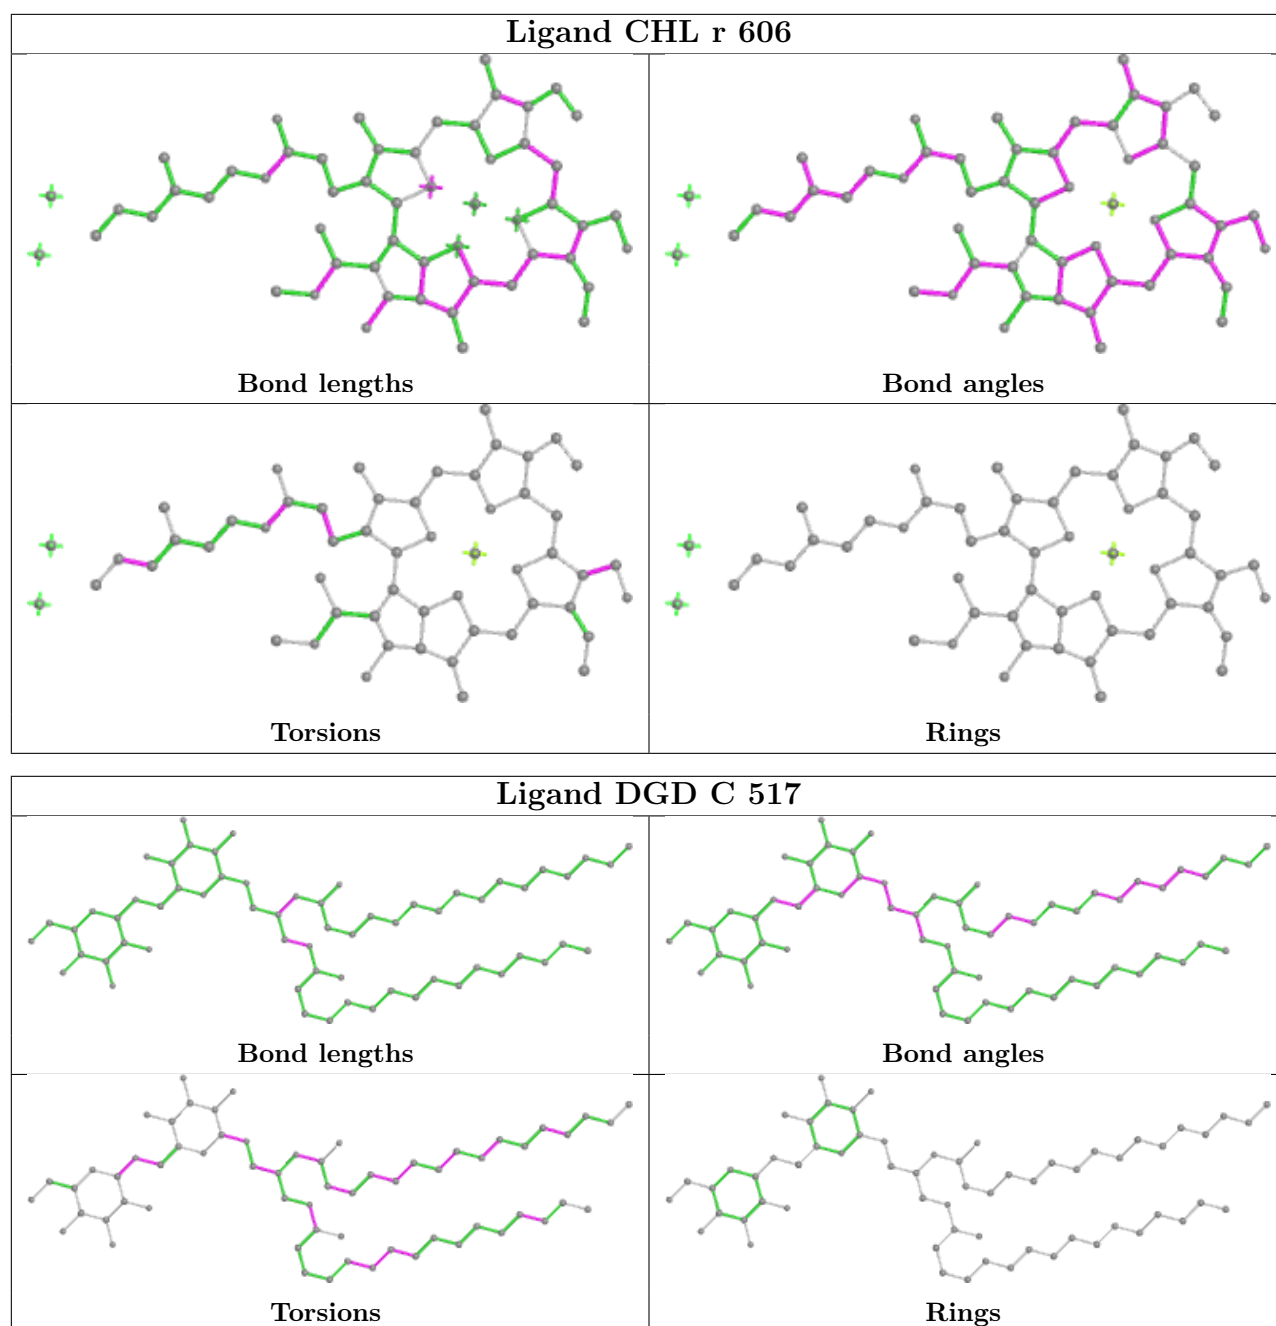 Ligand CHL r 606
Bond lengths
Bond angles
Torsions
Rings
Ligand DGD C 517
Bond lengths
Bond angles
Torsions
Rings